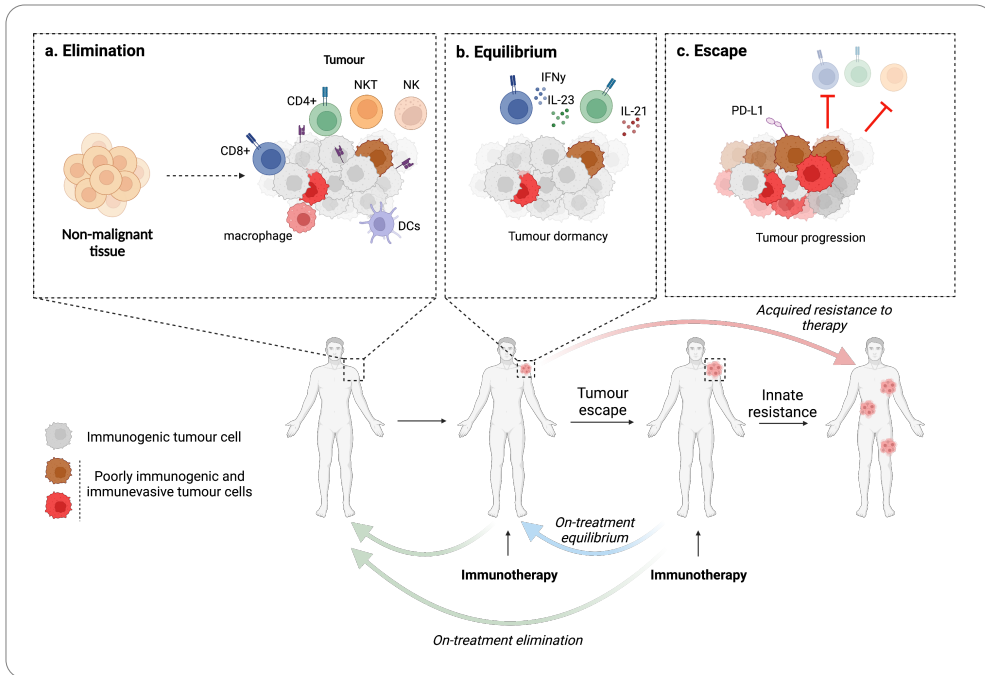 a. Elimination
Tumour
CD4+
NKT
NK
CD8+
macrophage
DCs
Non-malignant
tissue
b. Equilibrium
IFNy
IL-23
IL-21
Tumour dormancy
c. Escape
PD-L1
Tumour progression
Acquired resistance to
therapy
Tumour
escape
Innate
resistance
Immunogenic tumour cell
Poorly immunogenic and
immunevasive tumour cells
On-treatment
equilibrium
Immunotherapy
Immunotherapy
On-treatment elimination